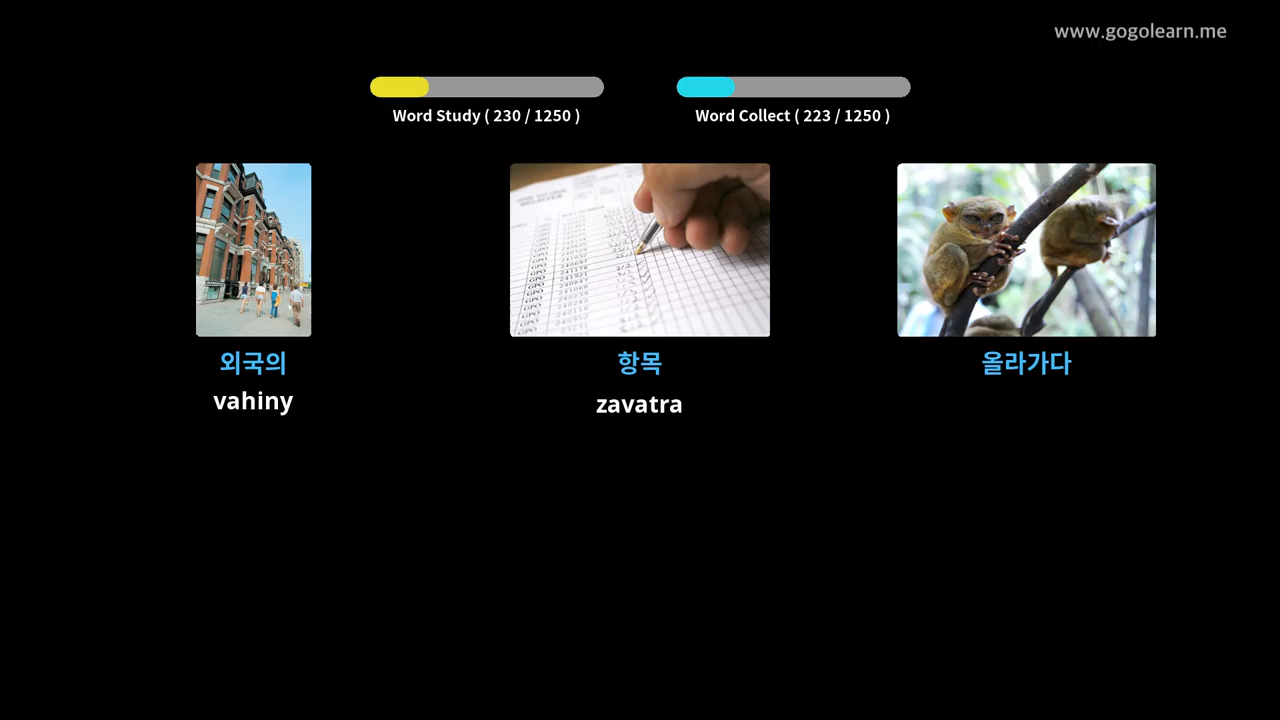 www.gogolearn.me
Word Study ( 230 / 1250 )
Word Collect ( 223 / 1250 )
외국의
항목
올라가다
vahiny
zavatra